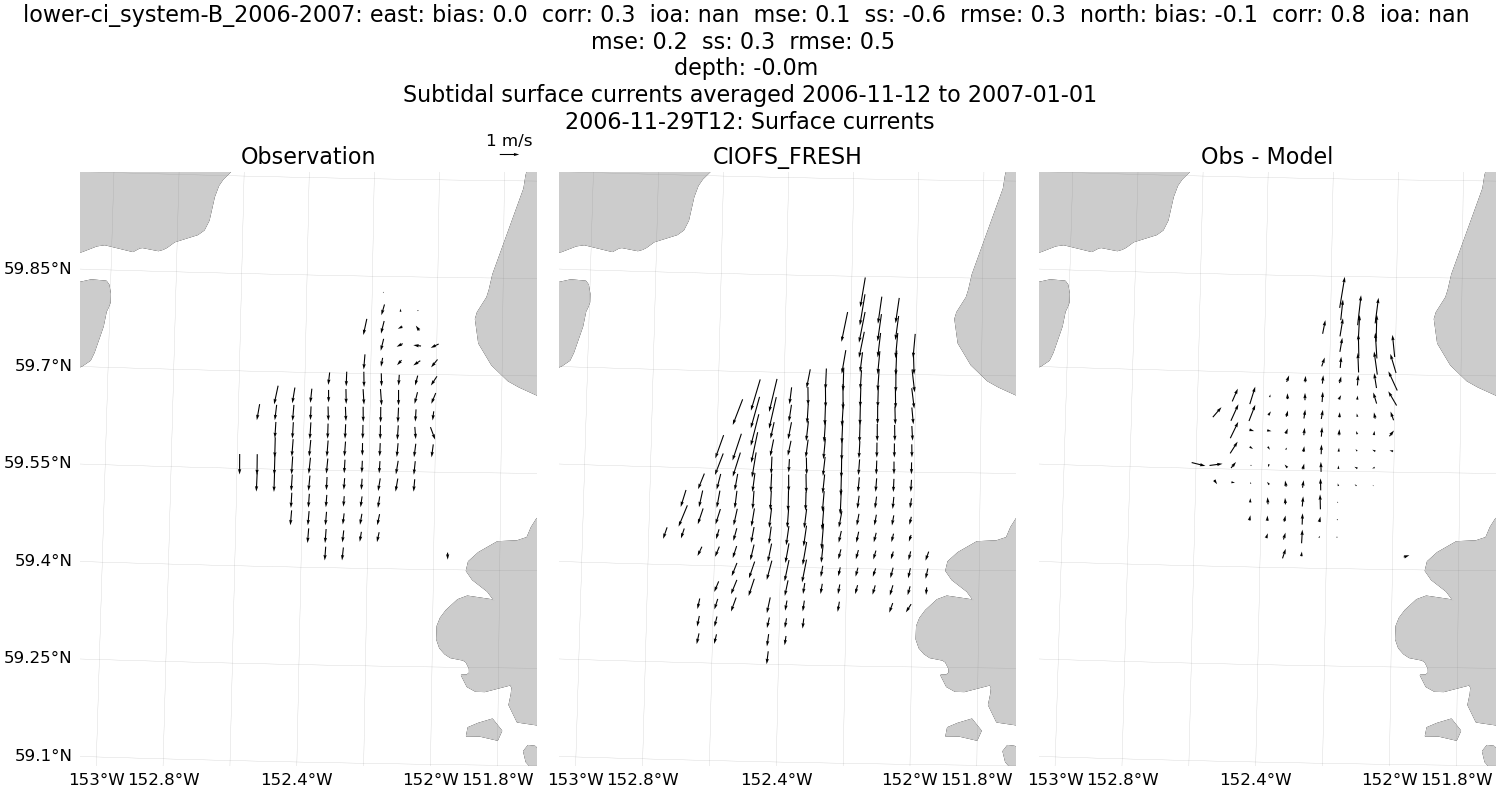 lower-ci_system-B_2006-2007: east: bias: 0.0 corr: 0.3 ioa: nan mse: 0.1 ss: -0.6 rmse: 0.3 north: bias: -0.1 corr: 0.8 ioa: nan
mse: 0.2 ss: 0.3 rmse: 0.5
depth: -0.0m
Subtidal surface currents averaged 2006-11-12 to 2007-01-01
2006-11-29T12: Surface currents
1 m/s
Observation
CIOFS_FRESH
Obs - Model
59.85°N
59.7°N
59.55°N
59.4°N
59.25°N
59.1°N
153°W 152.8°W 152.4°W 152°W 151.8°W
153°W 152.8°W 152.4°W 152°W 151.8°W
153°W 152.8°W 152.4°W 152°W 151.8°W